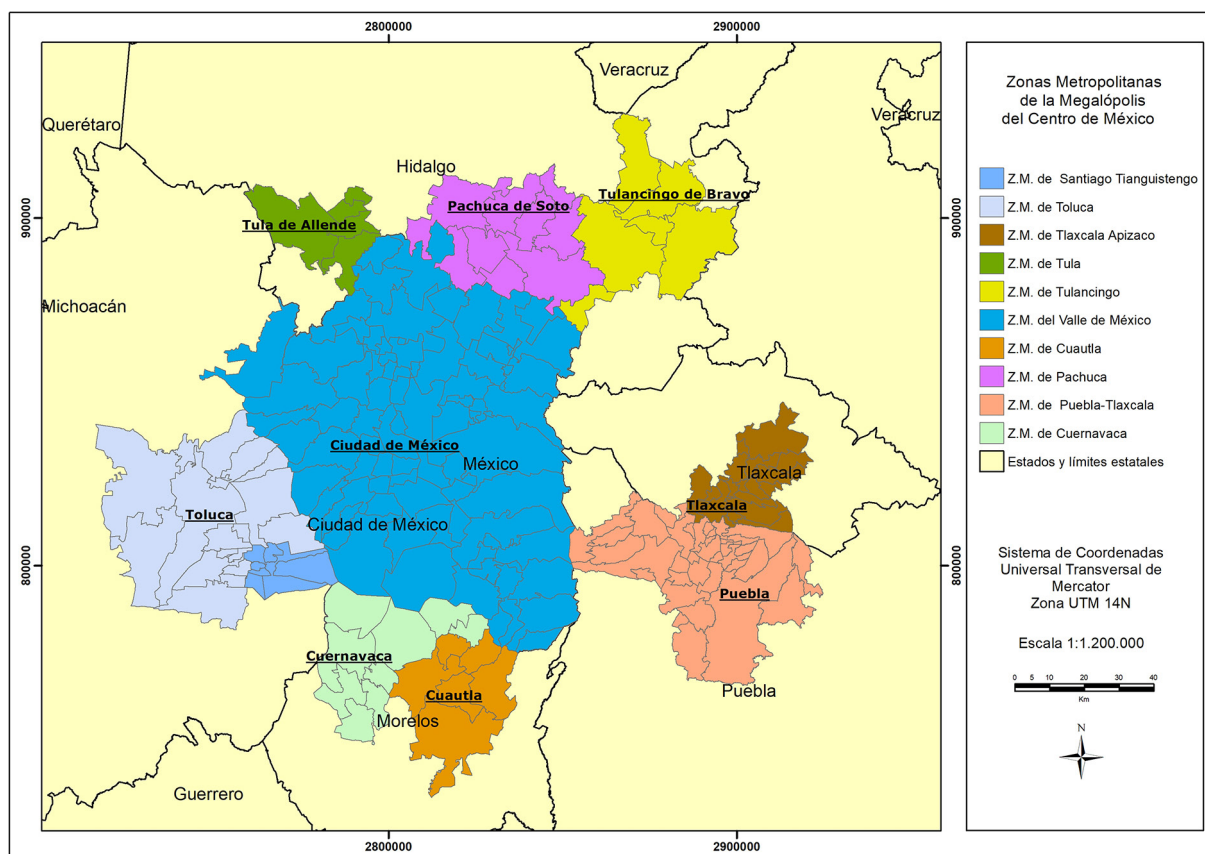 2800000
2900000
Veracruz
Veracruz
Querétaro
Hidalgo
Tulancingo de Bravo
Pachuca de Soto
Tula de Allende
900000
900000
Michoacán
Ciudad de México
México
Tlaxcala
Tlaxcala
Toluca
Ciudad de México
800000
800000
Puebla
Cuernavaca
Cuautla
Puebla
Morelos
Guerrero
2800000
2900000
Zonas Metropolitanas
de la Megalópolis
del Centro de México
Z.M. de Santiago Tianguistengo
Z.M. de Toluca
Z.M. de Tlaxcala Apizaco
Z.M. de Tula
Z.M. de Tulancingo
Z.M. del Valle de México
Z.M. de Cuautla
Z.M. de Pachuca
Z.M. de Puebla-Tlaxcala
Z.M. de Cuernavaca
Estados y límites estatales
Sistema de Coordenadas
Universal Transversal de
Mercator
Zona UTM 14N
Escala 1:1.200.000
0 5 10 20 30 40
Km
N